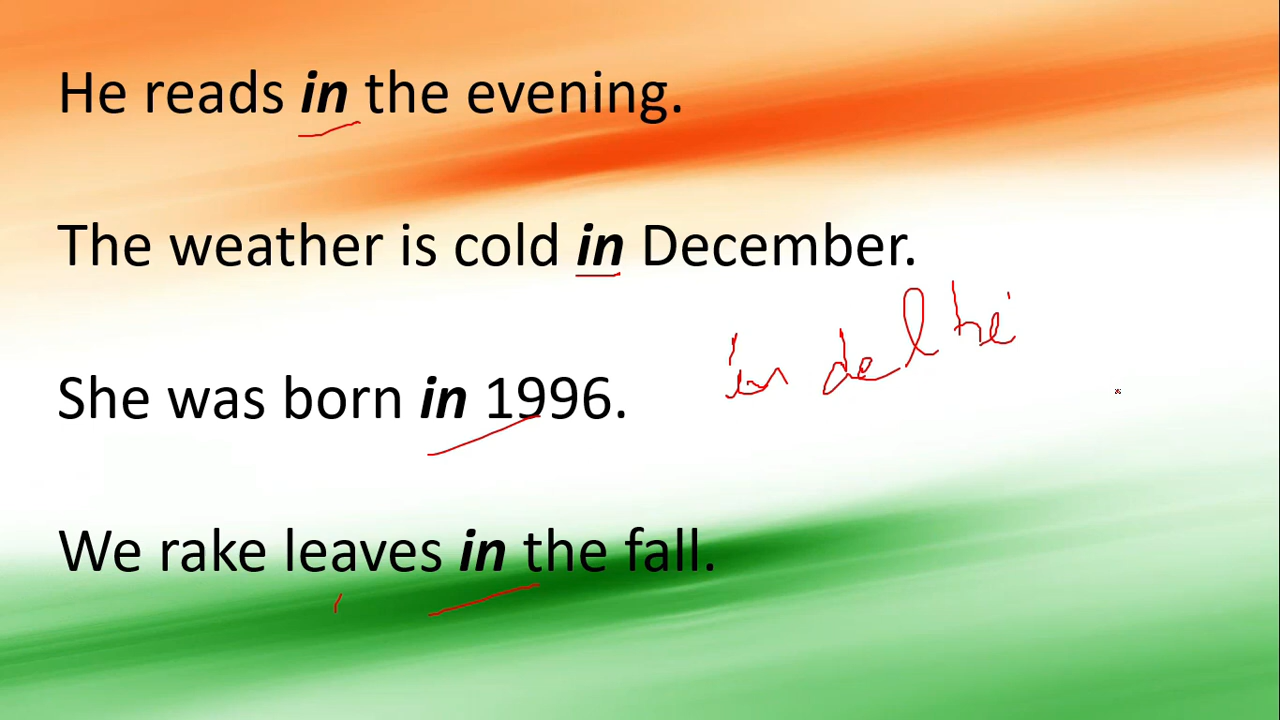 He reads in the evening.
The weather is cold in December.
in delhi
She was born in 1996.
We rake leaves in the fall.